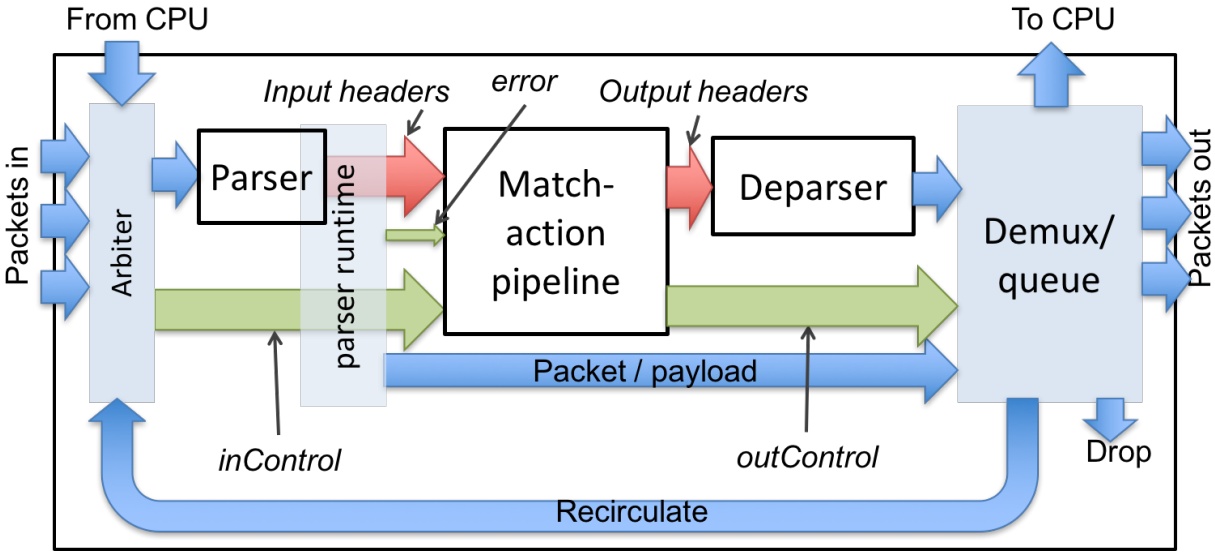 From CPU
To CPU
Input headers
error
Output headers
Packets in
Arbiter
Parser
parser runtime
Match-
action
pipeline
Deparser
Demux/
queue
Packets out
Packet / payload
inControl
outControl
Drop
Recirculate